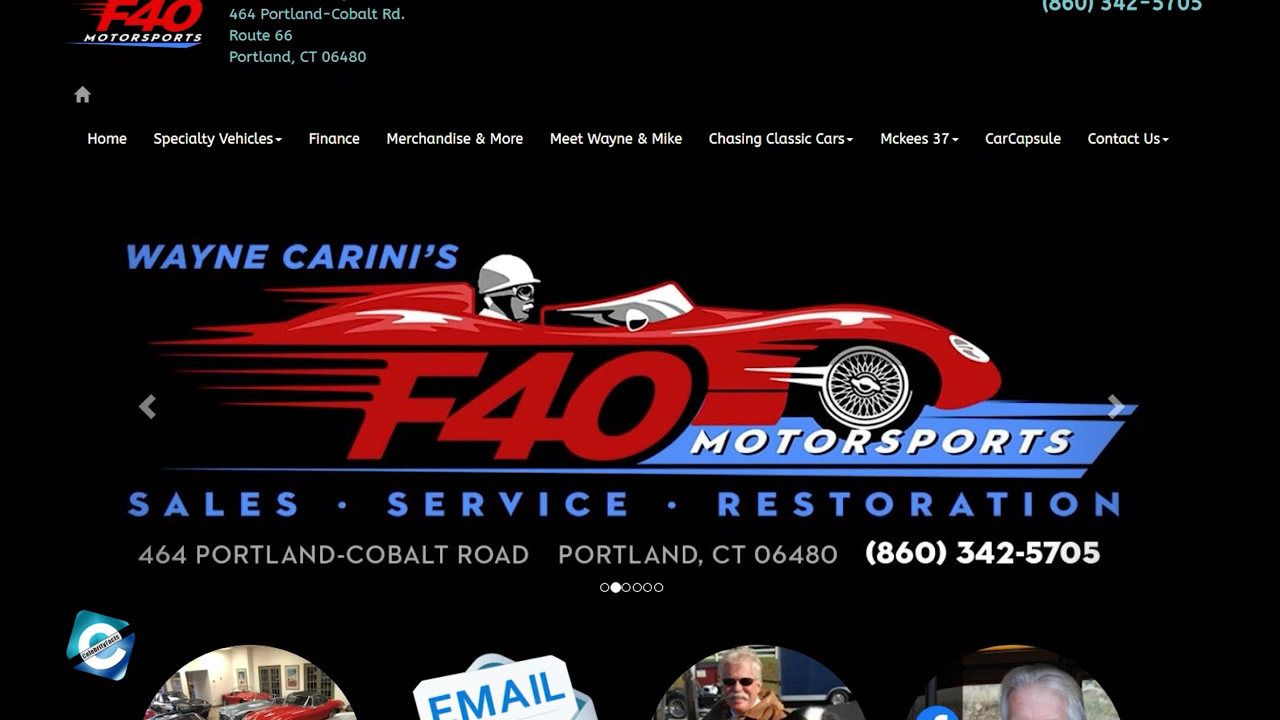 F40
MOTORSPORTS
464 Portland-Cobalt Rd.
Route 66
Portland, CT 06480
(860) 342-5705
Home Specialty Vehicles Finance Merchandise & More Meet Wayne & Mike Chasing Classic Cars Mckees 37 CarCapsule Contact Us
WAYNE CARINI'S
F40
MOTORSPORTS
SALES · SERVICE · RESTORATION
464 PORTLAND-COBALT ROAD PORTLAND, CT 06480 (860) 342-5705
CelebrityFacts
EMAIL